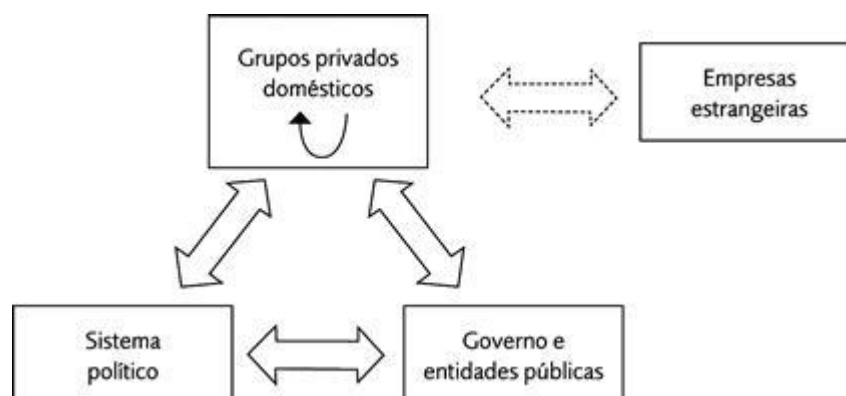 Grupos privados
domésticos
Empresas
estrangeiras
Sistema
político
Governo e
entidades públicas